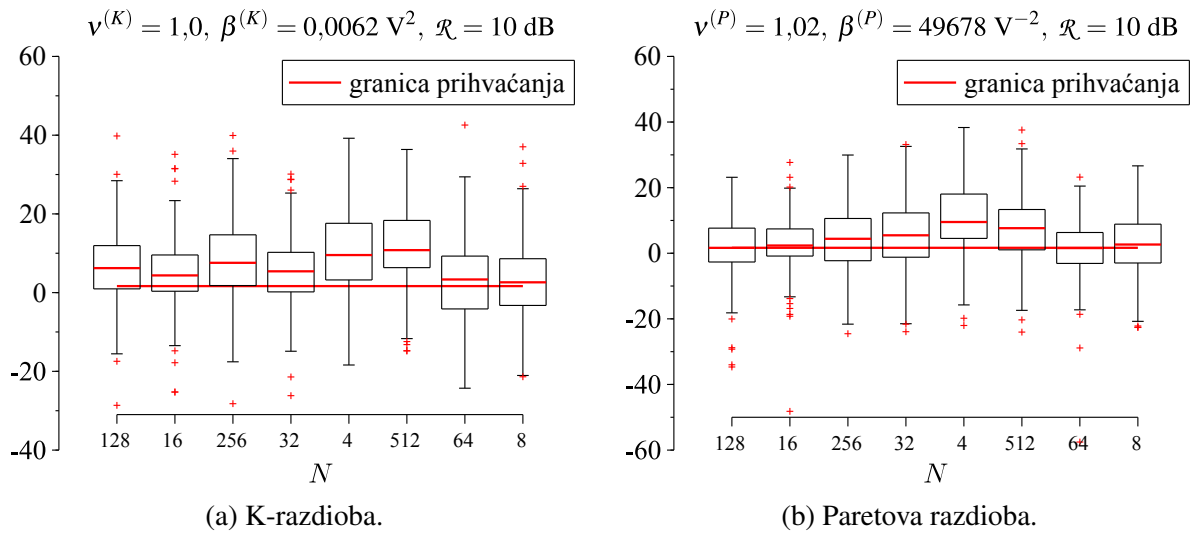 ν(K) = 1,0, β(K) = 0,0062 V², ℛ = 10 dB
60
40
20
0
-20
-40
granica prihvaćanja
128 16 256 32 4 512 64 8
N
(a) K-razdioba.
ν(P) = 1,02, β(P) = 49678 V⁻², ℛ = 10 dB
60
40
20
0
-20
-40
-60
granica prihvaćanja
128 16 256 32 4 512 64 8
N
(b) Paretova razdioba.